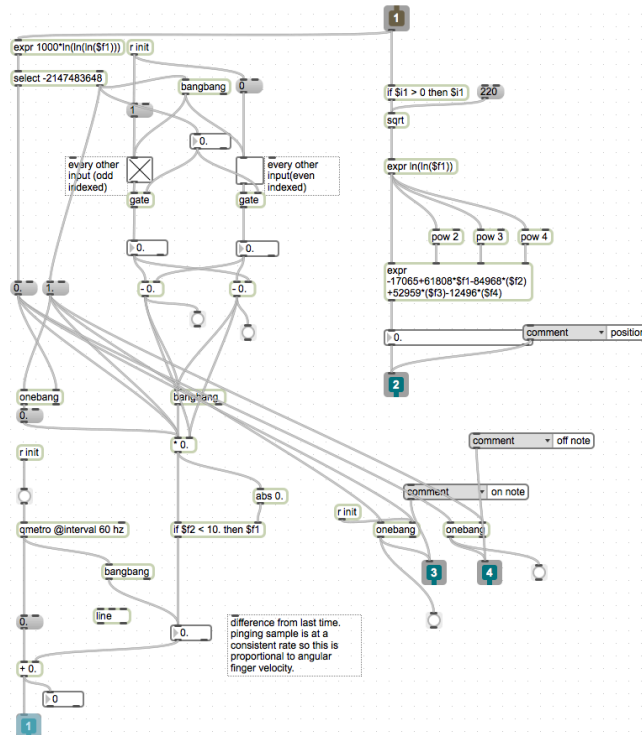 1
expr 1000*ln(ln(ln($f1)))
r init
select -2147483648
bangbang
0
if $i1 > 0 then $i1
220
1
sqrt
0.
every other
input (odd
indexed)
every other
input(even
indexed)
expr ln(ln($f1))
gate
gate
pow 2
pow 3
pow 4
0.
0.
expr
-17065+61808*$f1-84968*($f2)
+52959*($f3)-12496*($f4)
0.
1.
- 0.
- 0.
0.
comment
position
2
onebang
bangbang
0.
* 0.
comment
off note
r init
abs 0.
comment
on note
r init
qmetro @interval 60 hz
if $f2 < 10. then $f1
onebang
onebang
bangbang
3
4
line
0.
0.
difference from last time.
pinging sample is at a
consistent rate so this is
proportional to angular
finger velocity.
+ 0.
0
1